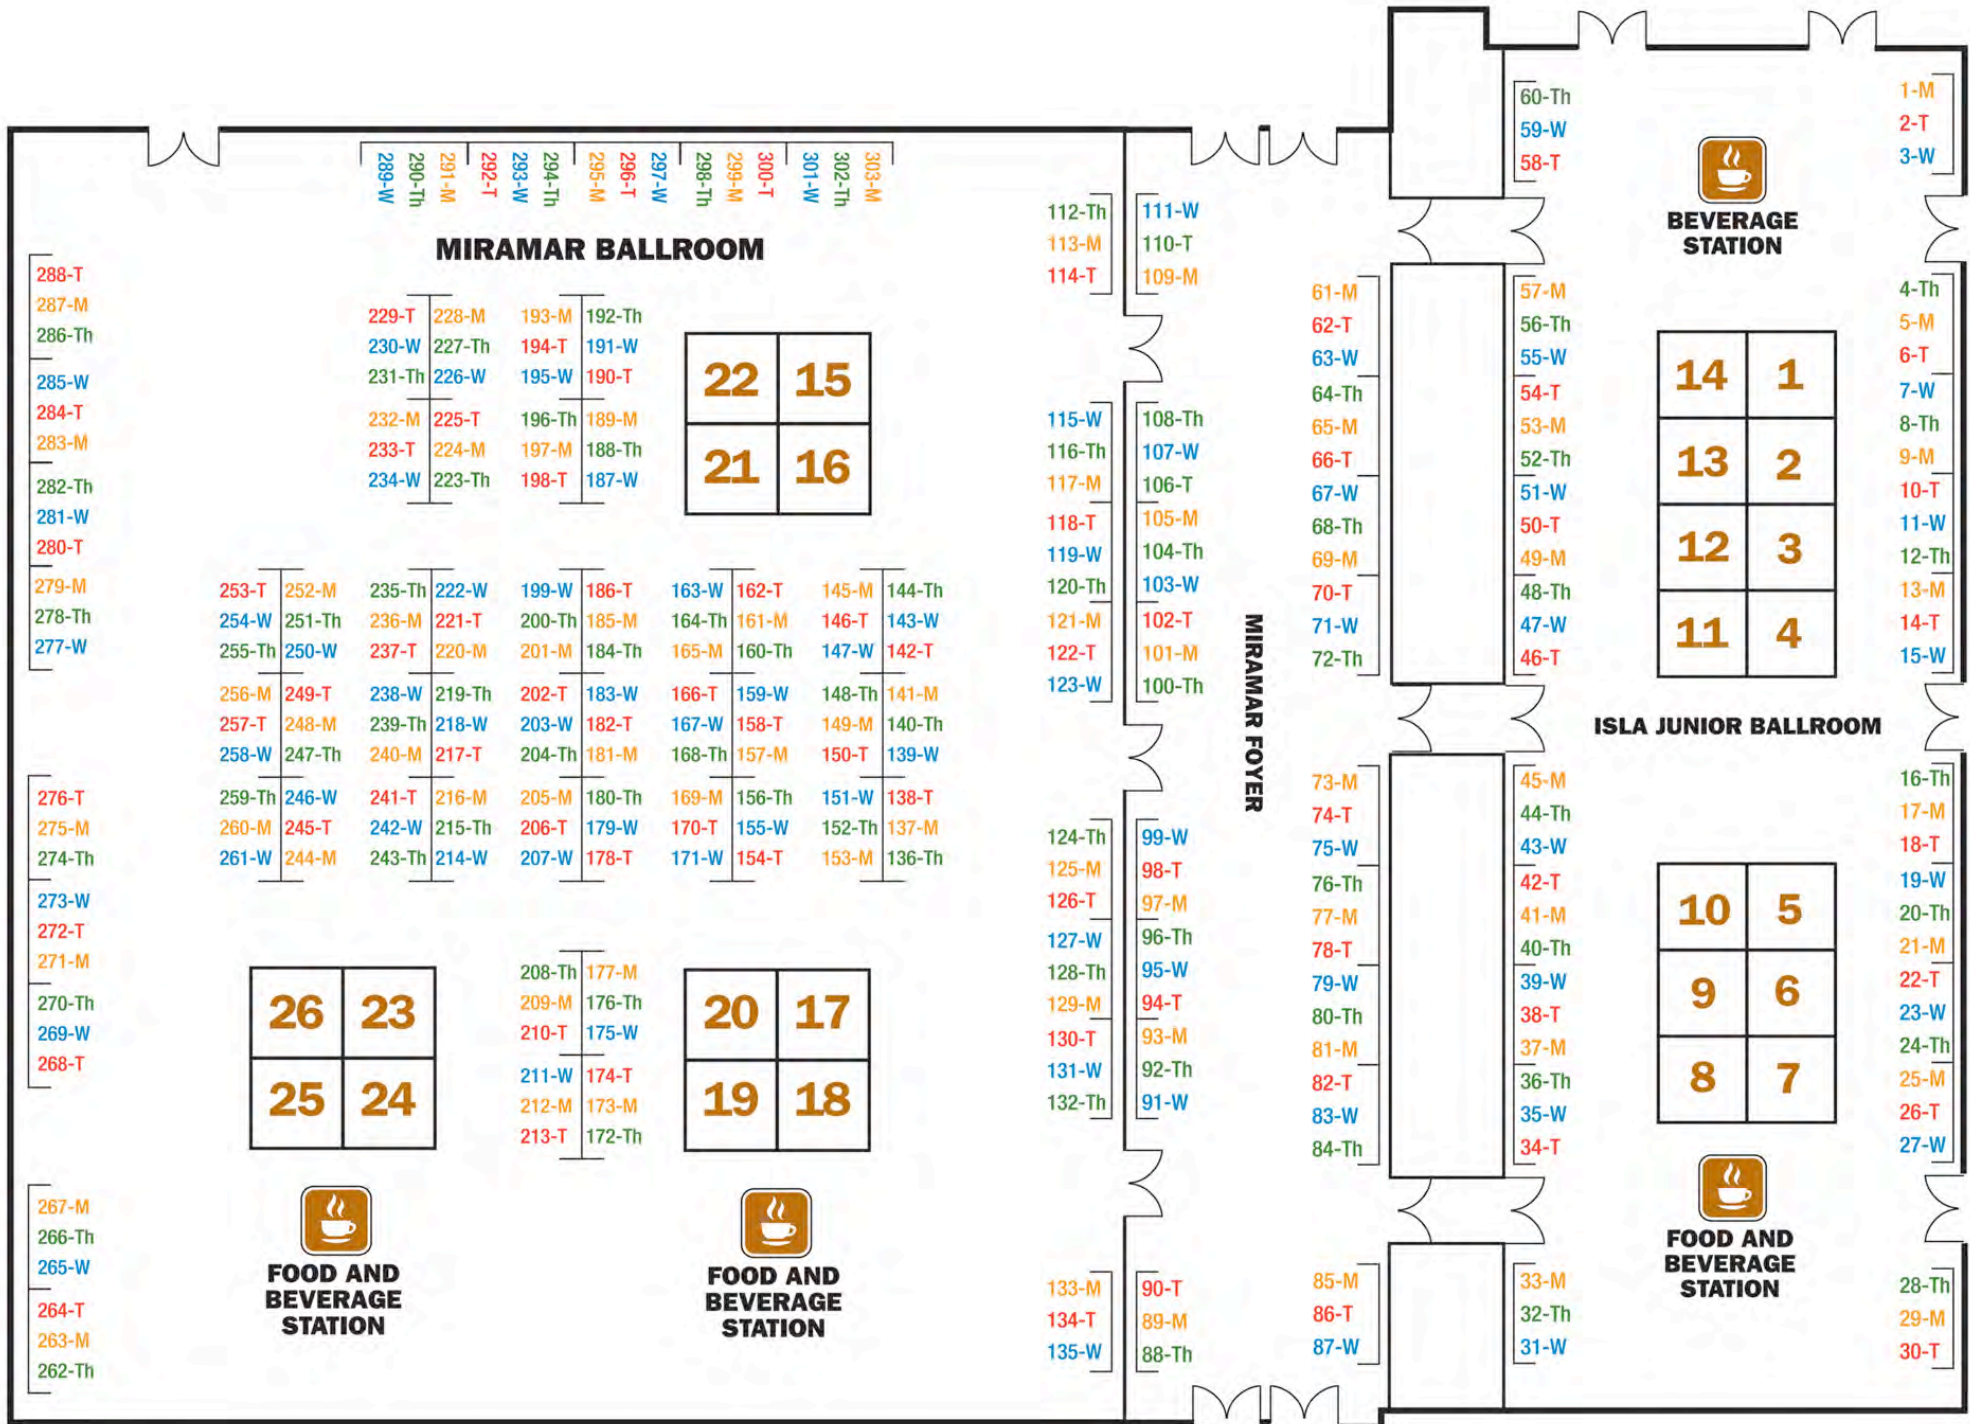 289-W
290-Th
291-M
292-T
293-W
294-Th
295-M
296-T
297-W
298-Th
299-M
300-T
301-W
302-Th
303-M
MIRAMAR BALLROOM
288-T
287-M
286-Th
285-W
284-T
283-M
282-Th
281-W
280-T
279-M
278-Th
277-W
276-T
275-M
274-Th
273-W
272-T
271-M
270-Th
269-W
268-T
267-M
266-Th
265-W
264-T
263-M
262-Th
229-T 228-M
230-W 227-Th
231-Th 226-W
232-M 225-T
233-T 224-M
234-W 223-Th
193-M 192-Th
194-T 191-W
195-W 190-T
196-Th 189-M
197-M 188-Th
198-T 187-W
22 15
21 16
253-T 252-M
254-W 251-Th
255-Th 250-W
256-M 249-T
257-T 248-M
258-W 247-Th
259-Th 246-W
260-M 245-T
261-W 244-M
235-Th 222-W
236-M 221-T
237-T 220-M
238-W 219-Th
239-Th 218-W
240-M 217-T
241-T 216-M
242-W 215-Th
243-Th 214-W
199-W 186-T
200-Th 185-M
201-M 184-Th
202-T 183-W
203-W 182-T
204-Th 181-M
205-M 180-Th
206-T 179-W
207-W 178-T
163-W 162-T
164-Th 161-M
165-M 160-Th
166-T 159-W
167-W 158-T
168-Th 157-M
169-M 156-Th
170-T 155-W
171-W 154-T
145-M 144-Th
146-T 143-W
147-W 142-T
148-Th 141-M
149-M 140-Th
150-T 139-W
151-W 138-T
152-Th 137-M
153-M 136-Th
26 23
25 24
208-Th 177-M
209-M 176-Th
210-T 175-W
211-W 174-T
212-M 173-M
213-T 172-Th
20 17
19 18
FOOD AND
BEVERAGE
STATION
FOOD AND
BEVERAGE
STATION
112-Th 111-W
113-M 110-T
114-T 109-M
115-W 108-Th
116-Th 107-W
117-M 106-T
118-T 105-M
119-W 104-Th
120-Th 103-W
121-M 102-T
122-T 101-M
123-W 100-Th
124-Th 99-W
125-M 98-T
126-T 97-M
127-W 96-Th
128-Th 95-W
129-M 94-T
130-T 93-M
131-W 92-Th
132-Th 91-W
133-M 90-T
134-T 89-M
135-W 88-Th
MIRAMAR FOYER
61-M
62-T
63-W
64-Th
65-M
66-T
67-W
68-Th
69-M
70-T
71-W
72-Th
73-M
74-T
75-W
76-Th
77-M
78-T
79-W
80-Th
81-M
82-T
83-W
84-Th
85-M
86-T
87-W
60-Th
59-W
58-T
57-M
56-Th
55-W
54-T
53-M
52-Th
51-W
50-T
49-M
48-Th
47-W
46-T
45-M
44-Th
43-W
42-T
41-M
40-Th
39-W
38-T
37-M
36-Th
35-W
34-T
33-M
32-Th
31-W
BEVERAGE
STATION
14 1
13 2
12 3
11 4
ISLA JUNIOR BALLROOM
10 5
9 6
8 7
FOOD AND
BEVERAGE
STATION
1-M
2-T
3-W
4-Th
5-M
6-T
7-W
8-Th
9-M
10-T
11-W
12-Th
13-M
14-T
15-W
16-Th
17-M
18-T
19-W
20-Th
21-M
22-T
23-W
24-Th
25-M
26-T
27-W
28-Th
29-M
30-T